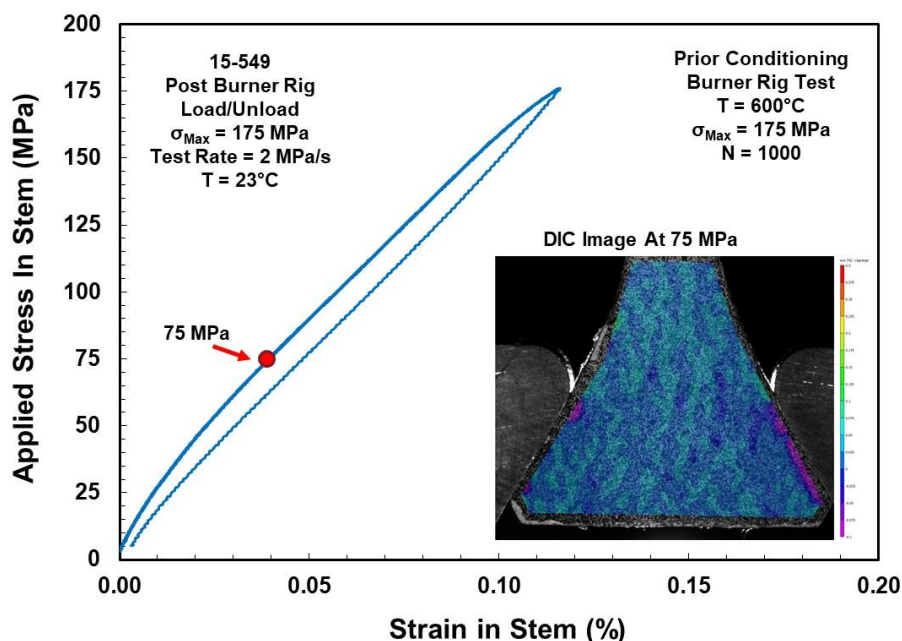 200
175
150
125
100
75
50
25
0
Applied Stress In Stem (MPa)
15-549
Post Burner Rig
Load/Unload
σMax = 175 MPa
Test Rate = 2 MPa/s
T = 23°C
Prior Conditioning
Burner Rig Test
T = 600°C
σMax = 175 MPa
N = 1000
75 MPa
DIC Image At 75 MPa
0.00
0.05
0.10
0.15
0.20
Strain in Stem (%)